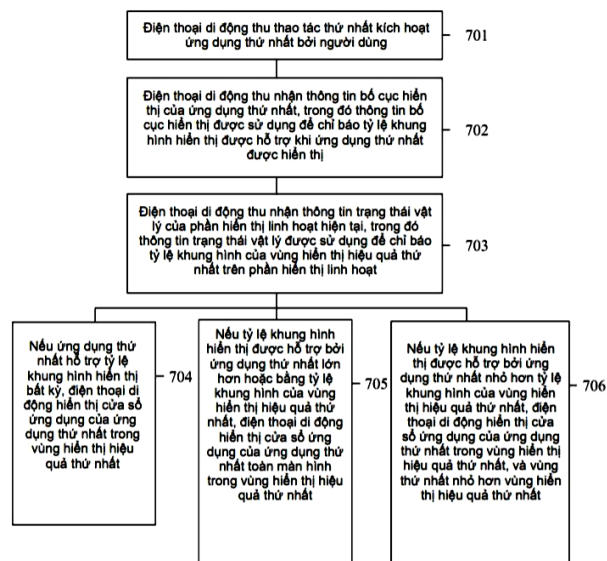 Điện thoại di động thu thao tác thứ nhất kích hoạt
ứng dụng thứ nhất bởi người dùng
701
Điện thoại di động thu nhận thông tin bố cục hiển
thị của ứng dụng thứ nhất, trong đó thông tin bố
cục hiển thị được sử dụng để chỉ báo tỷ lệ khung
hình hiển thị được hỗ trợ khi ứng dụng thứ nhất
được hiển thị
702
Điện thoại di động thu nhận thông tin trạng thái vật
lý của phần hiển thị linh hoạt hiện tại, trong đó
thông tin trạng thái vật lý được sử dụng để chỉ báo
tỷ lệ khung hình của vùng hiển thị hiệu quả thứ
nhất trên phần hiển thị linh hoạt
703
Nếu ứng dụng thứ
nhất hỗ trợ tỷ lệ
khung hình hiển thị
bất kỳ, điện thoại di
động hiển thị cửa sổ
ứng dụng của ứng
dụng thứ nhất trong
vùng hiển thị hiệu
quả thứ nhất
704
Nếu tỷ lệ khung hình
hiển thị được hỗ trợ bởi
ứng dụng thứ nhất lớn
hơn hoặc bằng tỷ lệ
khung hình của vùng
hiển thị hiệu quả thứ
nhất, điện thoại di động
hiển thị cửa sổ ứng
dụng của ứng dụng thứ
nhất toàn màn hình
trong vùng hiển thị hiệu
quả thứ nhất
705
Nếu tỷ lệ khung hình hiển
thị được hỗ trợ bởi ứng
dụng thứ nhất nhỏ hơn tỷ lệ
khung hình của vùng hiển
thị hiệu quả thứ nhất, điện
thoại di động hiển thị cửa
sổ ứng dụng của ứng dụng
thứ nhất trong vùng hiển thị
hiệu quả thứ nhất, và vùng
thứ nhất nhỏ hơn vùng hiển
thị hiệu quả thứ nhất
706